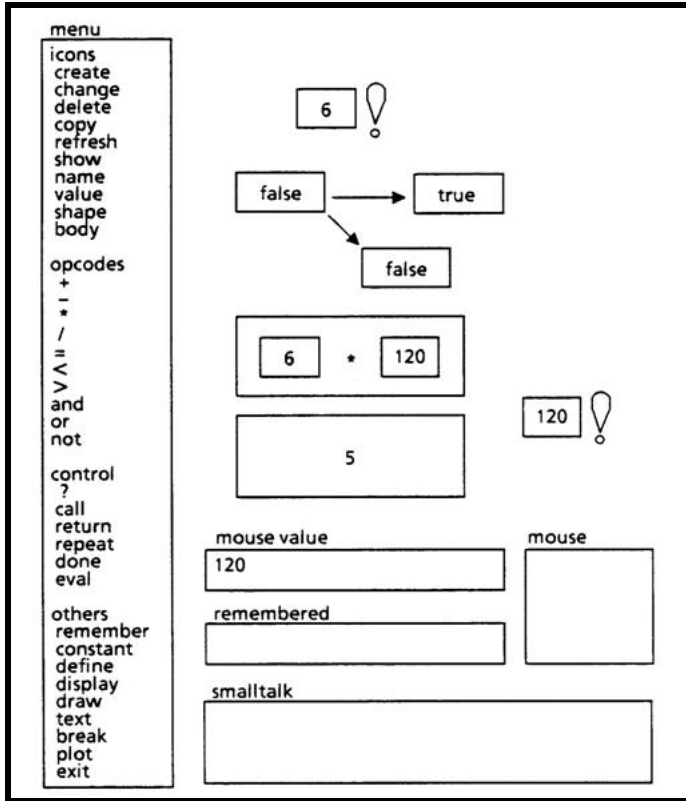 menu
icons
create
change
delete
copy
refresh
show
name
value
shape
body
opcodes
+
-
*
/
=
<
>
and
or
not
control
?
call
return
repeat
done
eval
others
remember
constant
define
display
draw
text
break
plot
exit
6 !
false
true
false
6 * 120
120 !
5
mouse value
mouse
120
remembered
smalltalk